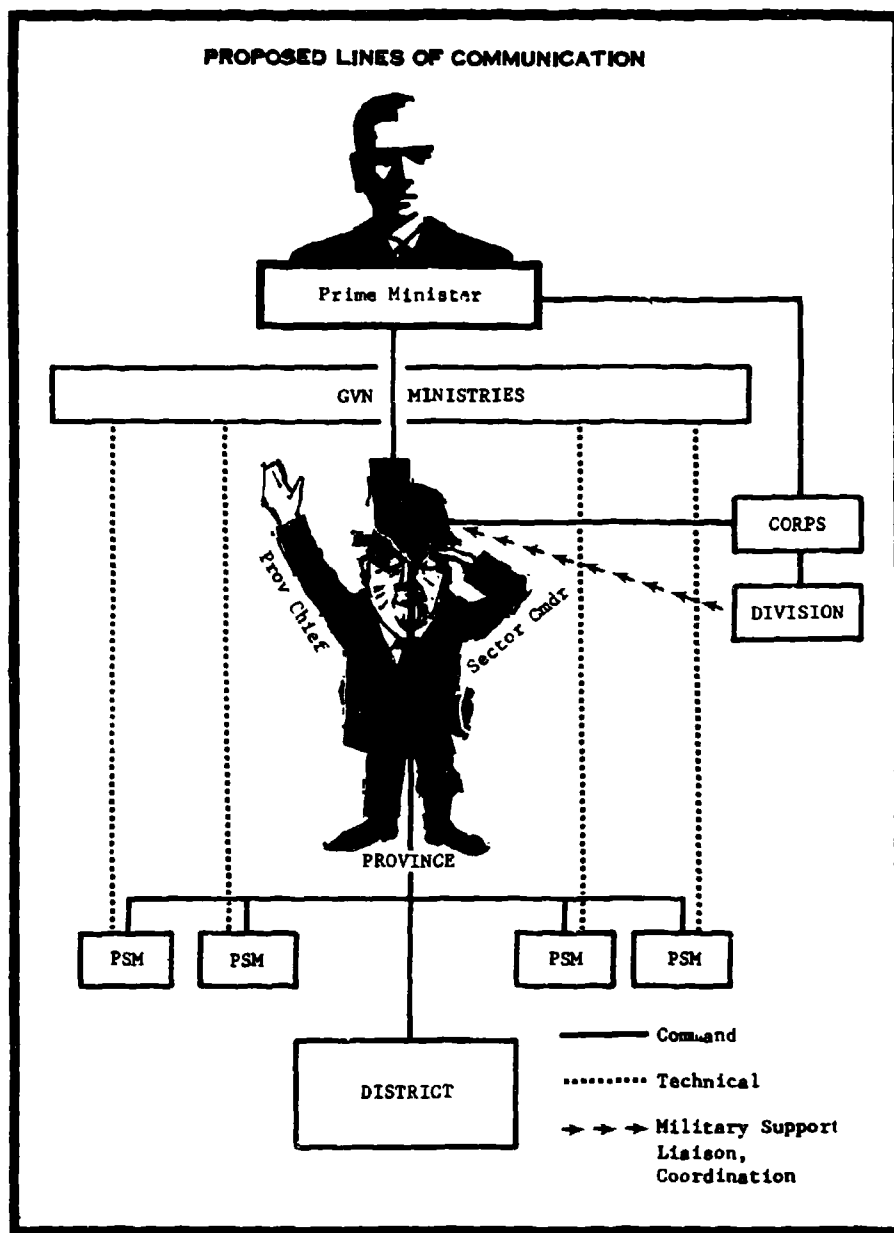 PROPOSED LINES OF COMMUNICATION
Prime Minister
GVN MINISTRIES
CORPS
DIVISION
Prov Chief
Sector Cmdr
PROVINCE
PSM
PSM
PSM
PSM
DISTRICT
Command
Technical
Military Support
Liaison,
Coordination